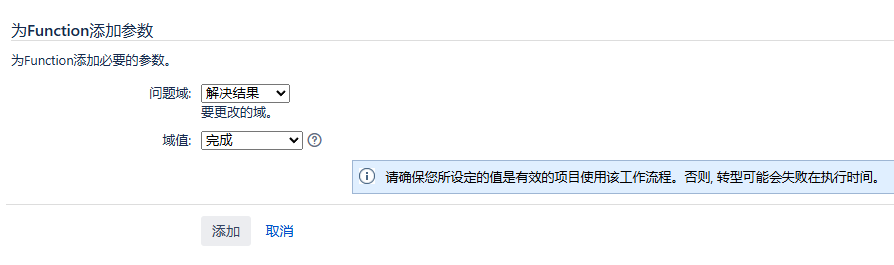 为Function添加参数
为Function添加必要的参数。
问题域: 解决结果
要更改的域。
域值: 完成
请确保您所设定的值是有效的项目使用该工作流程。否则, 转型可能会失败在执行时间。
添加 取消